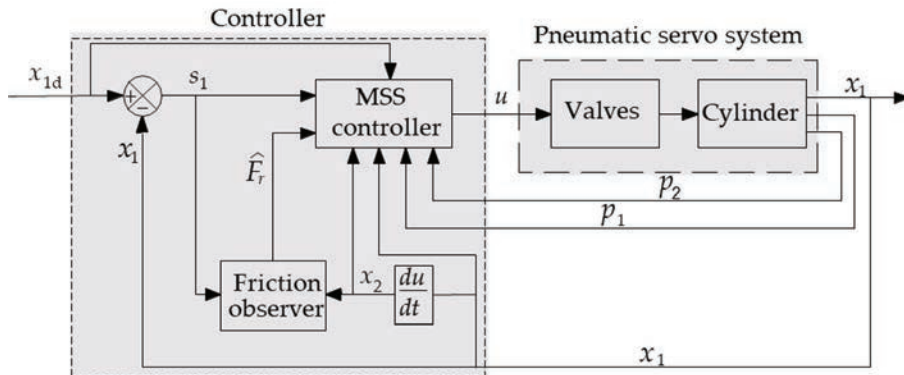 Controller
Pneumatic servo system
x₁d
+
−
s₁
MSS
controller
u
Valves
Cylinder
x₁
x₁
F̂ᵣ
p₂
p₁
Friction
observer
x₂
du
dt
x₁